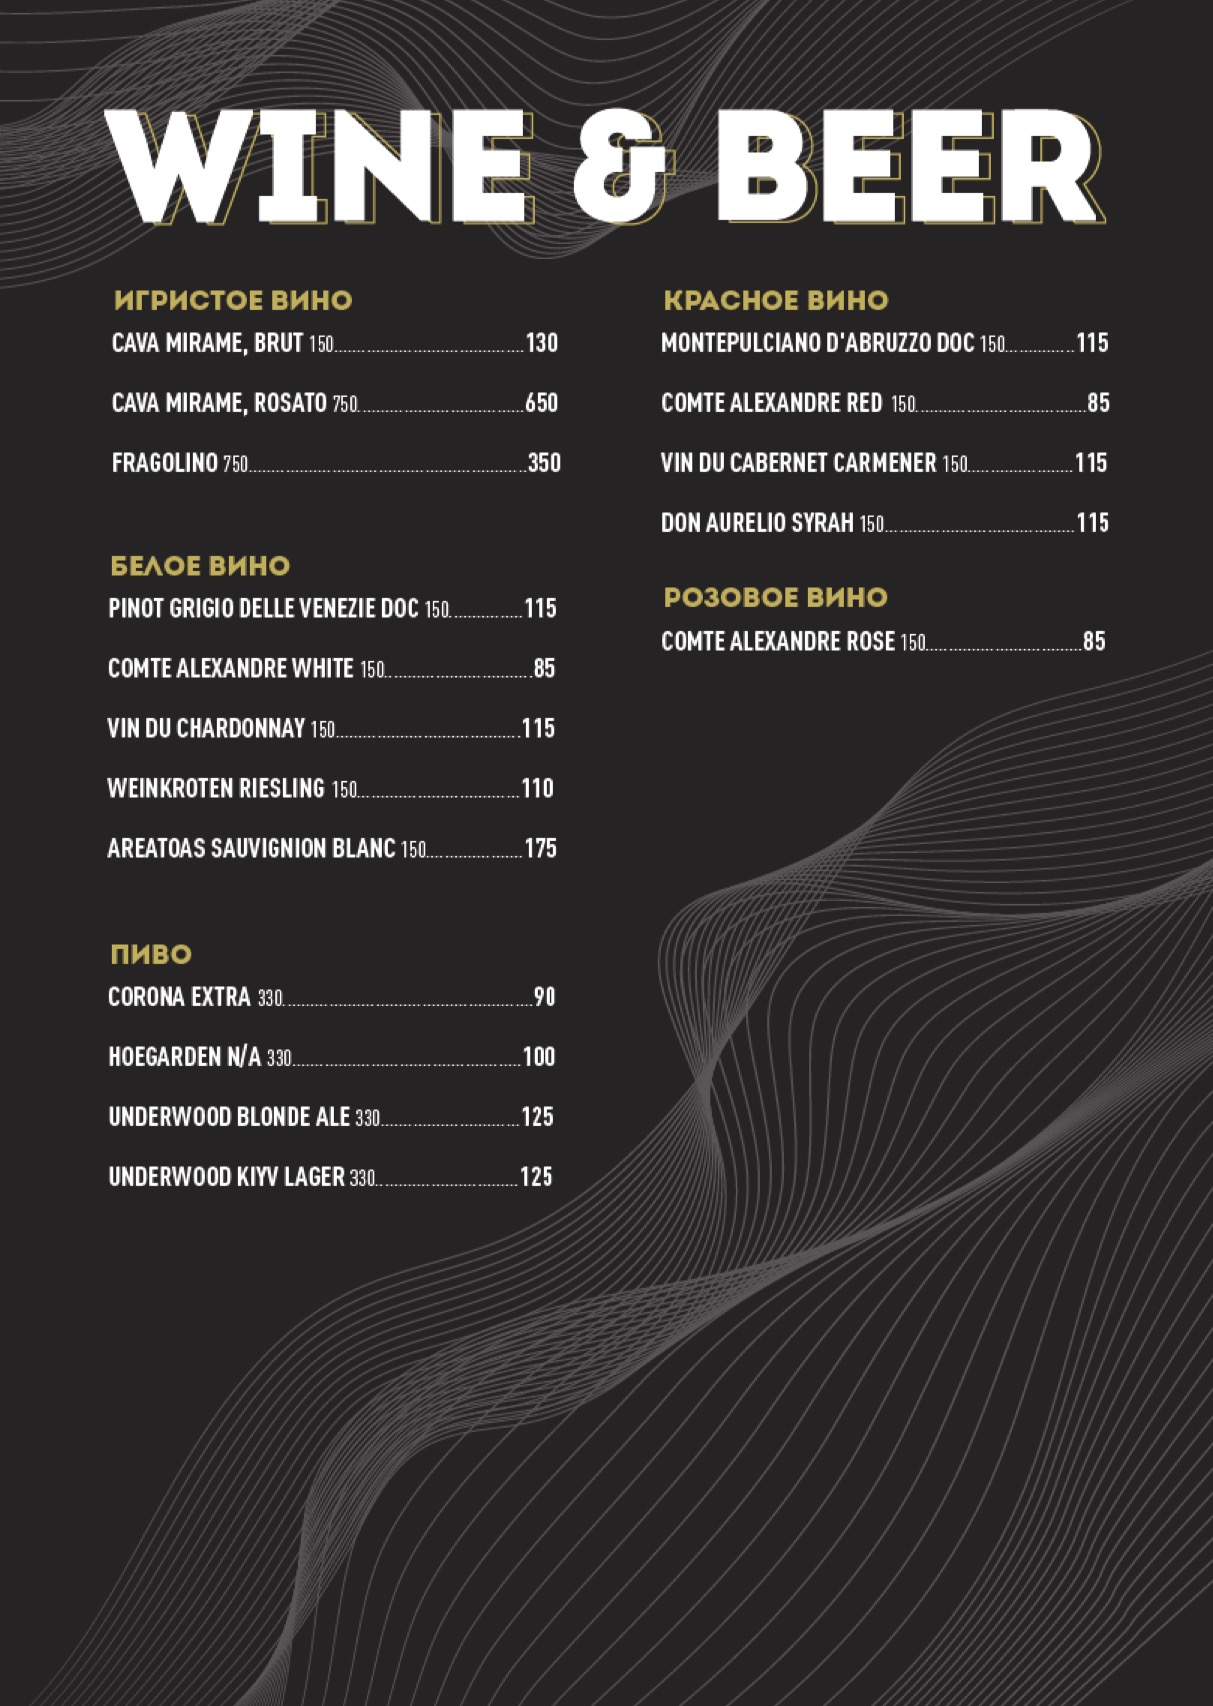 WINE & BEER
ИГРИСТОЕ ВИНО
CAVA MIRAME, BRUT 150........................................130
CAVA MIRAME, ROSATO 750...................................650
FRAGOLINO 750............................................................350
БЕЛОЕ ВИНО
PINOT GRIGIO DELLE VENEZIE DOC 150................115
COMTE ALEXANDRE WHITE 150................................85
VIN DU CHARDONNAY 150........................................115
WEINKROTEN RIESLING 150...................................110
AREATOAS SAUVIGNION BLANC 150.....................175
ПИВО
CORONA EXTRA 330.....................................................90
HOEGARDEN N/A 330.................................................100
UNDERWOOD BLONDE ALE 330..............................125
UNDERWOOD KIYV LAGER 330...............................125
КРАСНОЕ ВИНО
MONTEPULCIANO D'ABRUZZO DOC 150...............115
COMTE ALEXANDRE RED 150.....................................85
VIN DU CABERNET CARMENER 150.......................115
DON AURELIO SYRAH 150.........................................115
РОЗОВОЕ ВИНО
COMTE ALEXANDRE ROSE 150..................................85